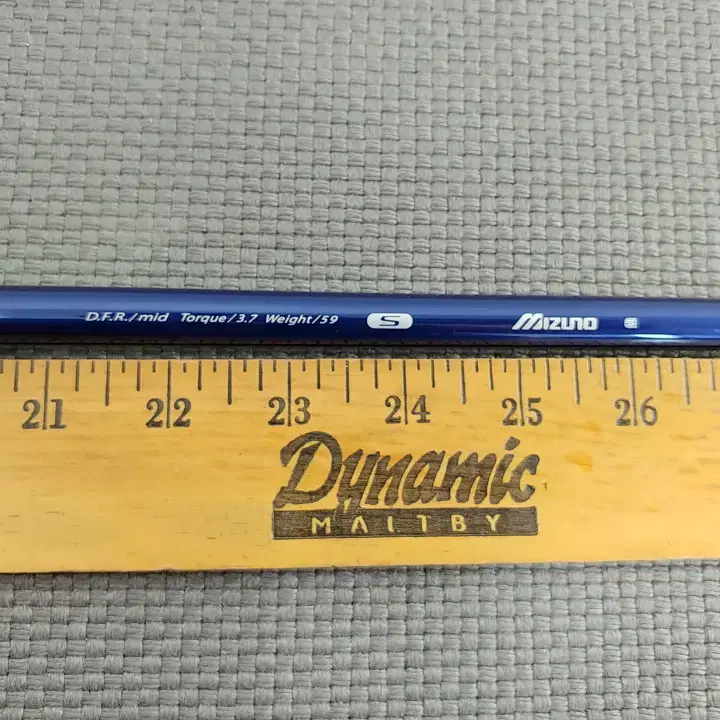 D.F.R./mid Torque/3.7 Weight/59 S MIZUNO S
21 22 23 24 25 26
Dynamic
MALTBY